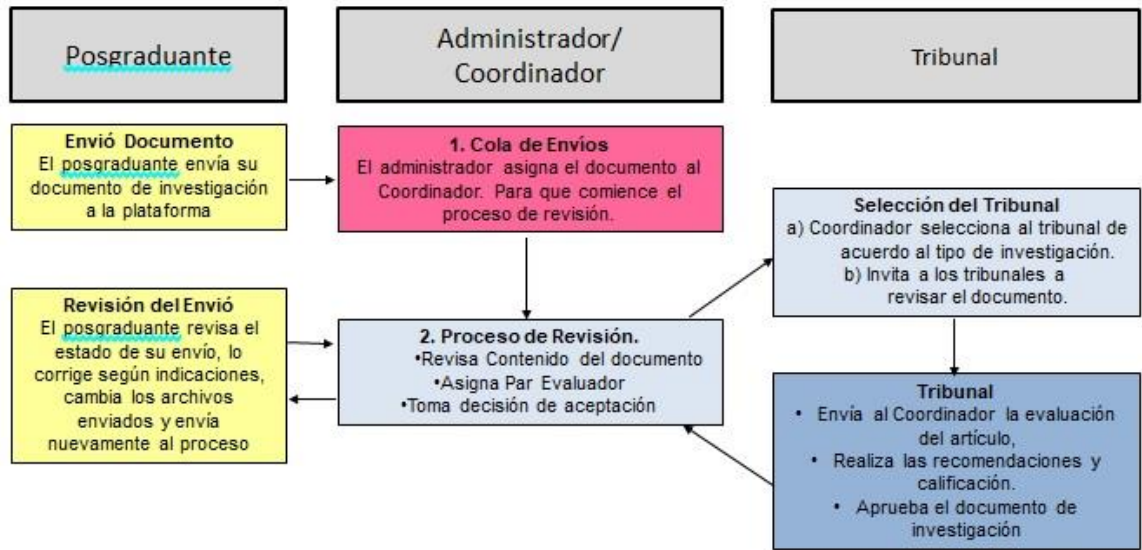 Posgraduante
Administrador/
Coordinador
Tribunal
Envió Documento
El posgraduante envía su
documento de investigación
a la plataforma
1. Cola de Envíos
El administrador asigna el documento al
Coordinador. Para que comience el
proceso de revisión.
Selección del Tribunal
a) Coordinador selecciona al tribunal de
acuerdo al tipo de investigación.
b) Invita a los tribunales a
revisar el documento.
Revisión del Envió
El posgraduante revisa el
estado de su envío, lo
corrige según indicaciones,
cambia los archivos
enviados y envía
nuevamente al proceso
2. Proceso de Revisión.
•Revisa Contenido del documento
•Asigna Par Evaluador
•Toma decisión de aceptación
Tribunal
• Envía al Coordinador la evaluación
del artículo,
• Realiza las recomendaciones y
calificación.
• Aprueba el documento de
investigación